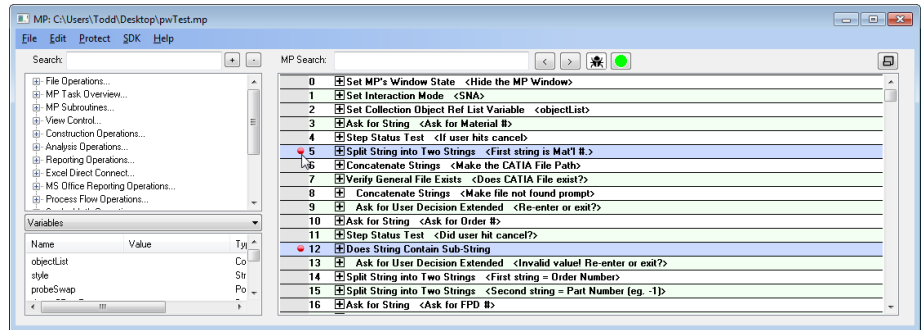 MP: C:\Users\Todd\Desktop\pwTest.mp
File Edit Protect SDK Help
Search: + -
MP Search: < >
File Operations...
MP Task Overview...
MP Subroutines...
View Control...
Construction Operations...
Analysis Operations...
Reporting Operations...
Excel Direct Connect...
MS Office Reporting Operations...
Process Flow Operations...
Variables
Name Value
objectList Co
style Str
probeSwap Po
0 Set MP's Window State <Hide the MP Window>
1 Set Interaction Mode <SNA>
2 Set Collection Object Ref List Variable <objectList>
3 Ask for String <Ask for Material #>
4 Step Status Test <If user hits cancel>
5 Split String into Two Strings <First string is Mat'l #.>
6 Concatenate Strings <Make the CATIA File Path>
7 Verify General File Exists <Does CATIA File exist?>
8 Concatenate Strings <Make file not found prompt>
9 Ask for User Decision Extended <Re-enter or exit?>
10 Ask for String <Ask for Order #>
11 Step Status Test <Did user hit cancel?>
12 Does String Contain Sub-String
13 Ask for User Decision Extended <Invalid value! Re-enter or exit?>
14 Split String into Two Strings <First string = Order Number>
15 Split String into Two Strings <Second string = Part Number (eg. -1)>
16 Ask for String <Ask for FPD #>